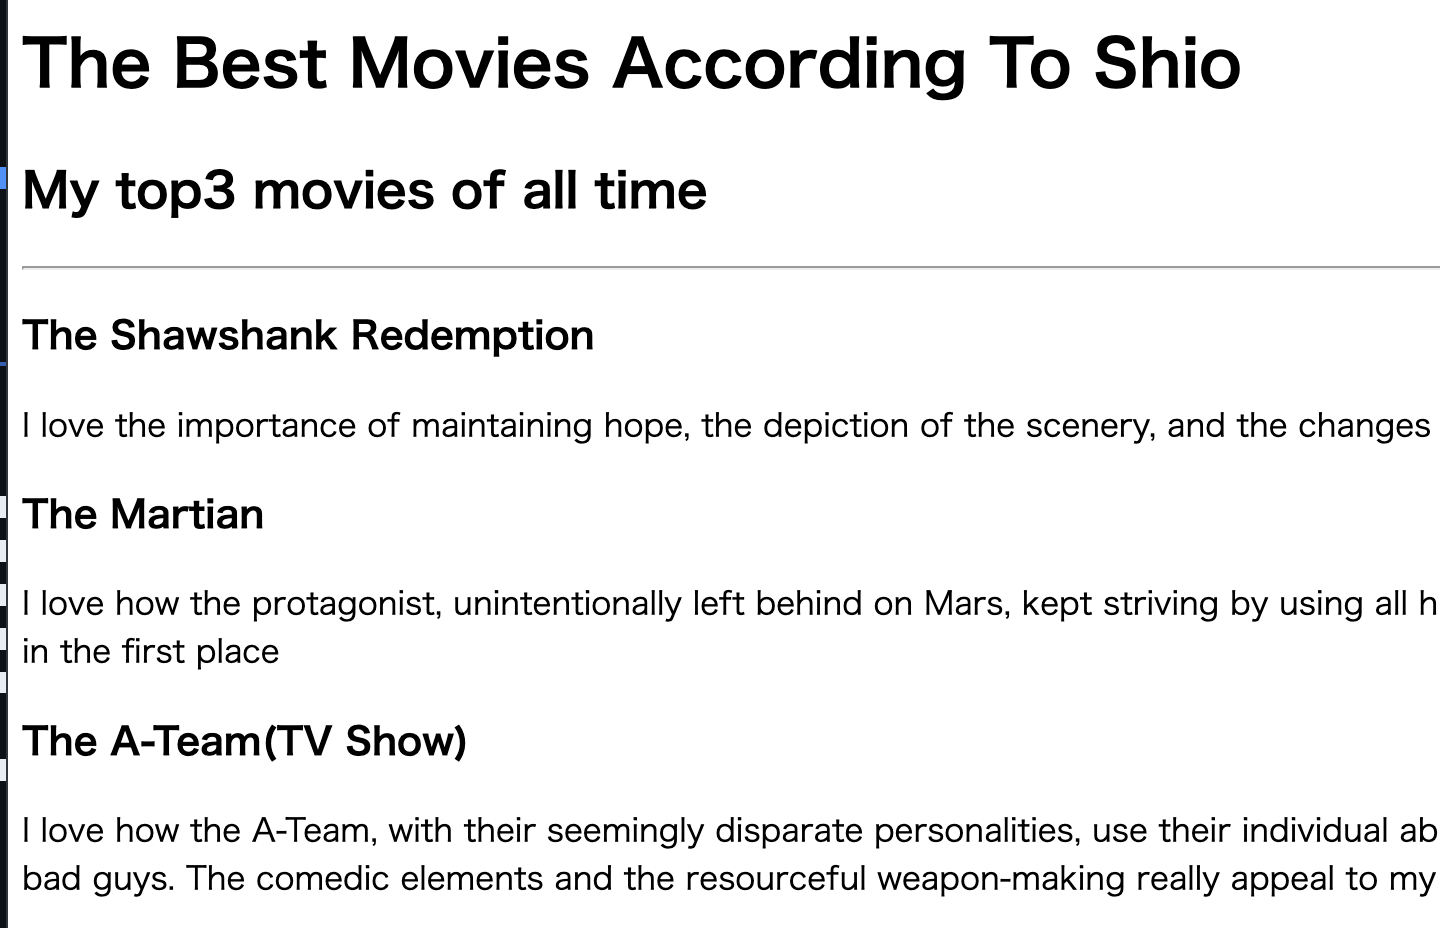 The Best Movies According To Shio
My top3 movies of all time
The Shawshank Redemption
I love the importance of maintaining hope, the depiction of the scenery, and the changes
The Martian
I love how the protagonist, unintentionally left behind on Mars, kept striving by using all h
in the first place
The A-Team(TV Show)
I love how the A-Team, with their seemingly disparate personalities, use their individual ab
bad guys. The comedic elements and the resourceful weapon-making really appeal to my